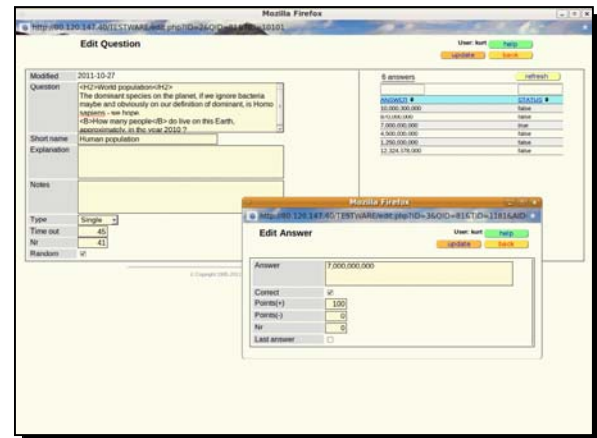 Mozilla Firefox
Edit Question
User: kurt help
update back
Modified 2011-10-27
Question <H2>World population</H2>
The dominant species on the planet, if we ignore bacteria
maybe and obviously on our definition of dominant, is Homo
sapiens - we hope.
<B>How many people</B> do live on this Earth,
approximately, in the year 2010 ?
Short name Human population
Explanation
Notes
Type Single
Time out 45
Nr 41
Random
6 answers refresh
ANSWER STATUS
10,000,300,000 false
false
7,000,000,000 true
4,500,000,000 false
1,250,000,000 false
12,324,578,000 false
Mozilla Firefox
Edit Answer
User: kurt help
update back
Answer 7,000,000,000
Correct
Points(+) 100
Points(-) 0
Nr 0
Last answer